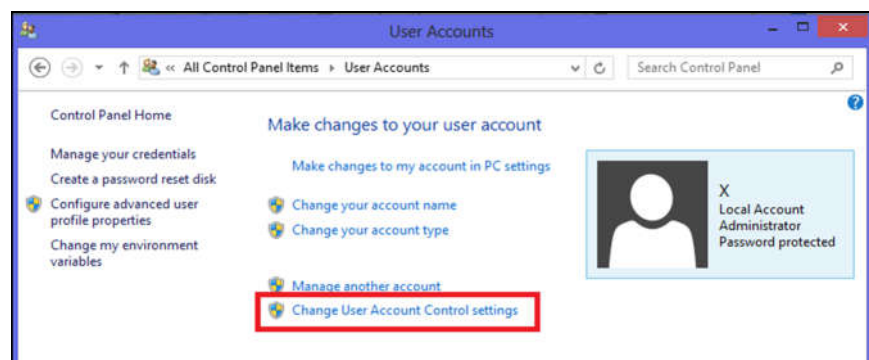 User Accounts
« All Control Panel Items ▸ User Accounts
Search Control Panel
Control Panel Home
Manage your credentials
Create a password reset disk
Configure advanced user
profile properties
Change my environment
variables
Make changes to your user account
Make changes to my account in PC settings
Change your account name
Change your account type
Manage another account
Change User Account Control settings
X
Local Account
Administrator
Password protected